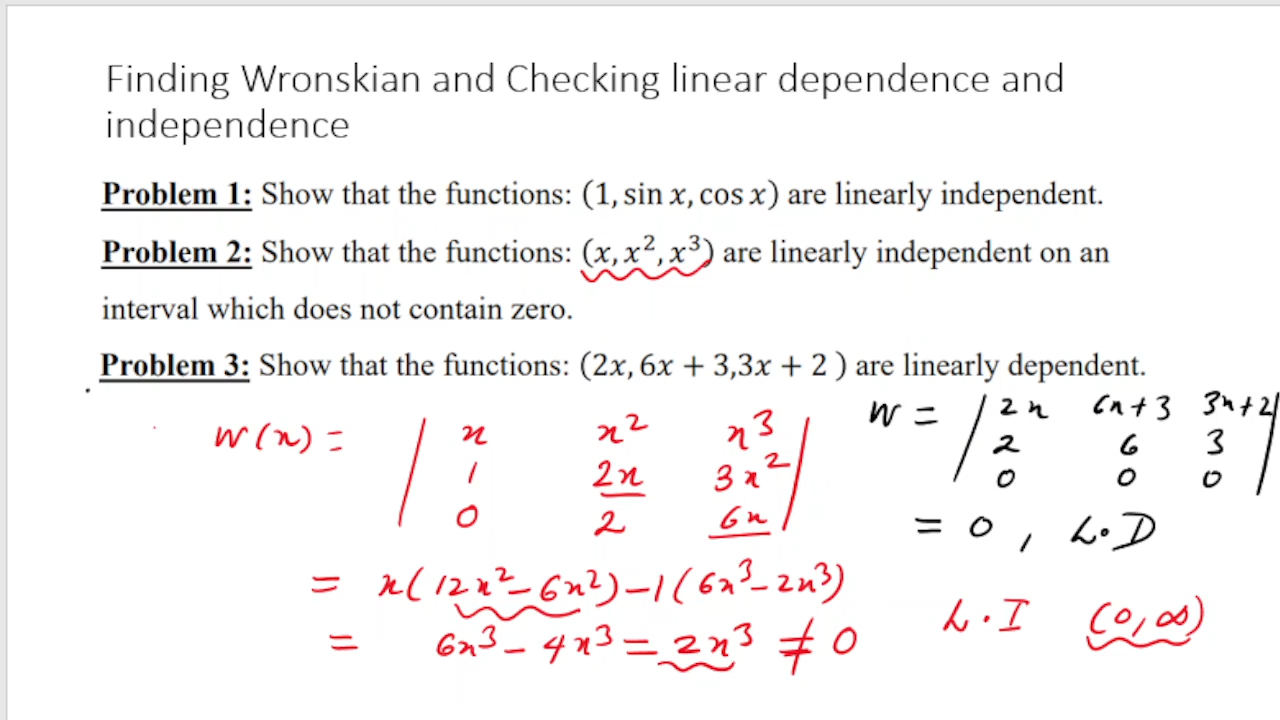 Finding Wronskian and Checking linear dependence and
independence
Problem 1: Show that the functions: (1, sin x, cos x) are linearly independent.
Problem 2: Show that the functions: (x, x², x³) are linearly independent on an
interval which does not contain zero.
Problem 3: Show that the functions: (2x, 6x + 3,3x + 2 ) are linearly dependent.
W(x) = | x x² x³ |
| 1 2x 3x² |
| 0 2 6x |
= x(12x²-6x²)-1(6x³-2x³)
= 6x³-4x³ = 2x³ ≠ 0
W = | 2x 6x+3 3x+2 |
| 2 6 3 |
| 0 0 0 |
= 0, L.D
L.I (0,∞)